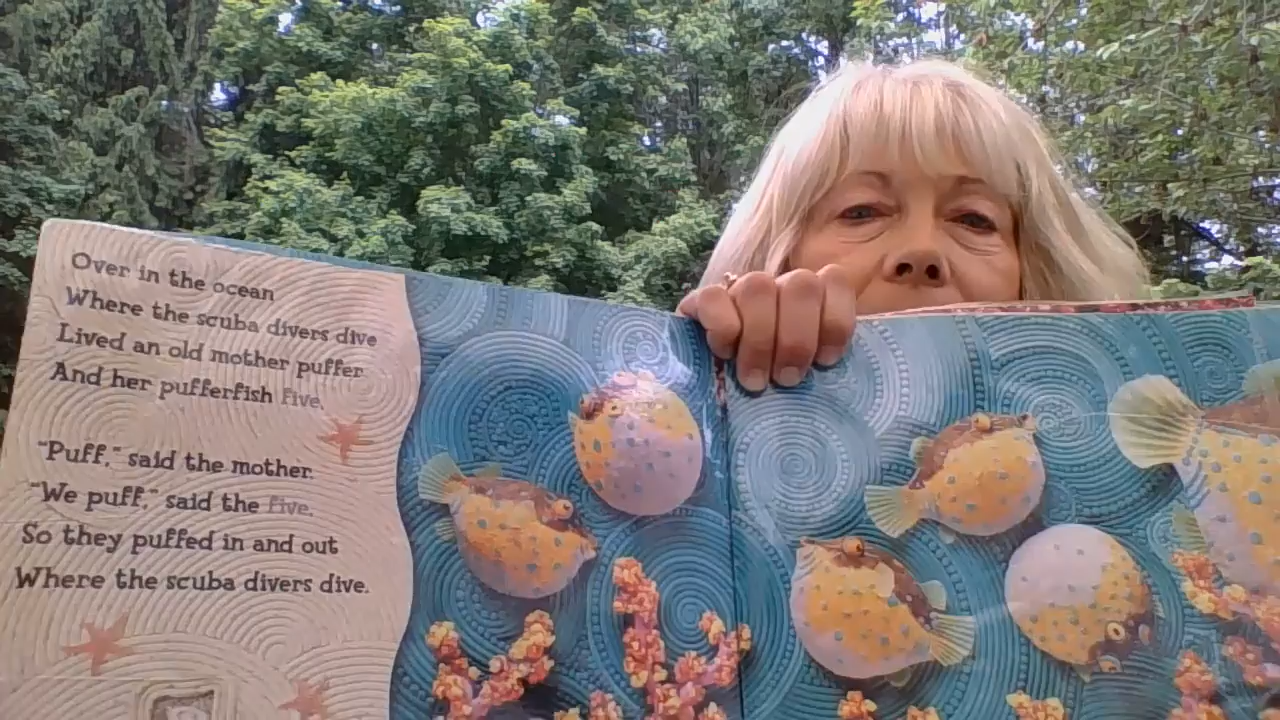 Over in the ocean
Where the scuba divers dive
Lived an old mother puffer
And her pufferfish five.
"Puff," said the mother.
"We puff," said the five.
So they puffed in and out
Where the scuba divers dive.